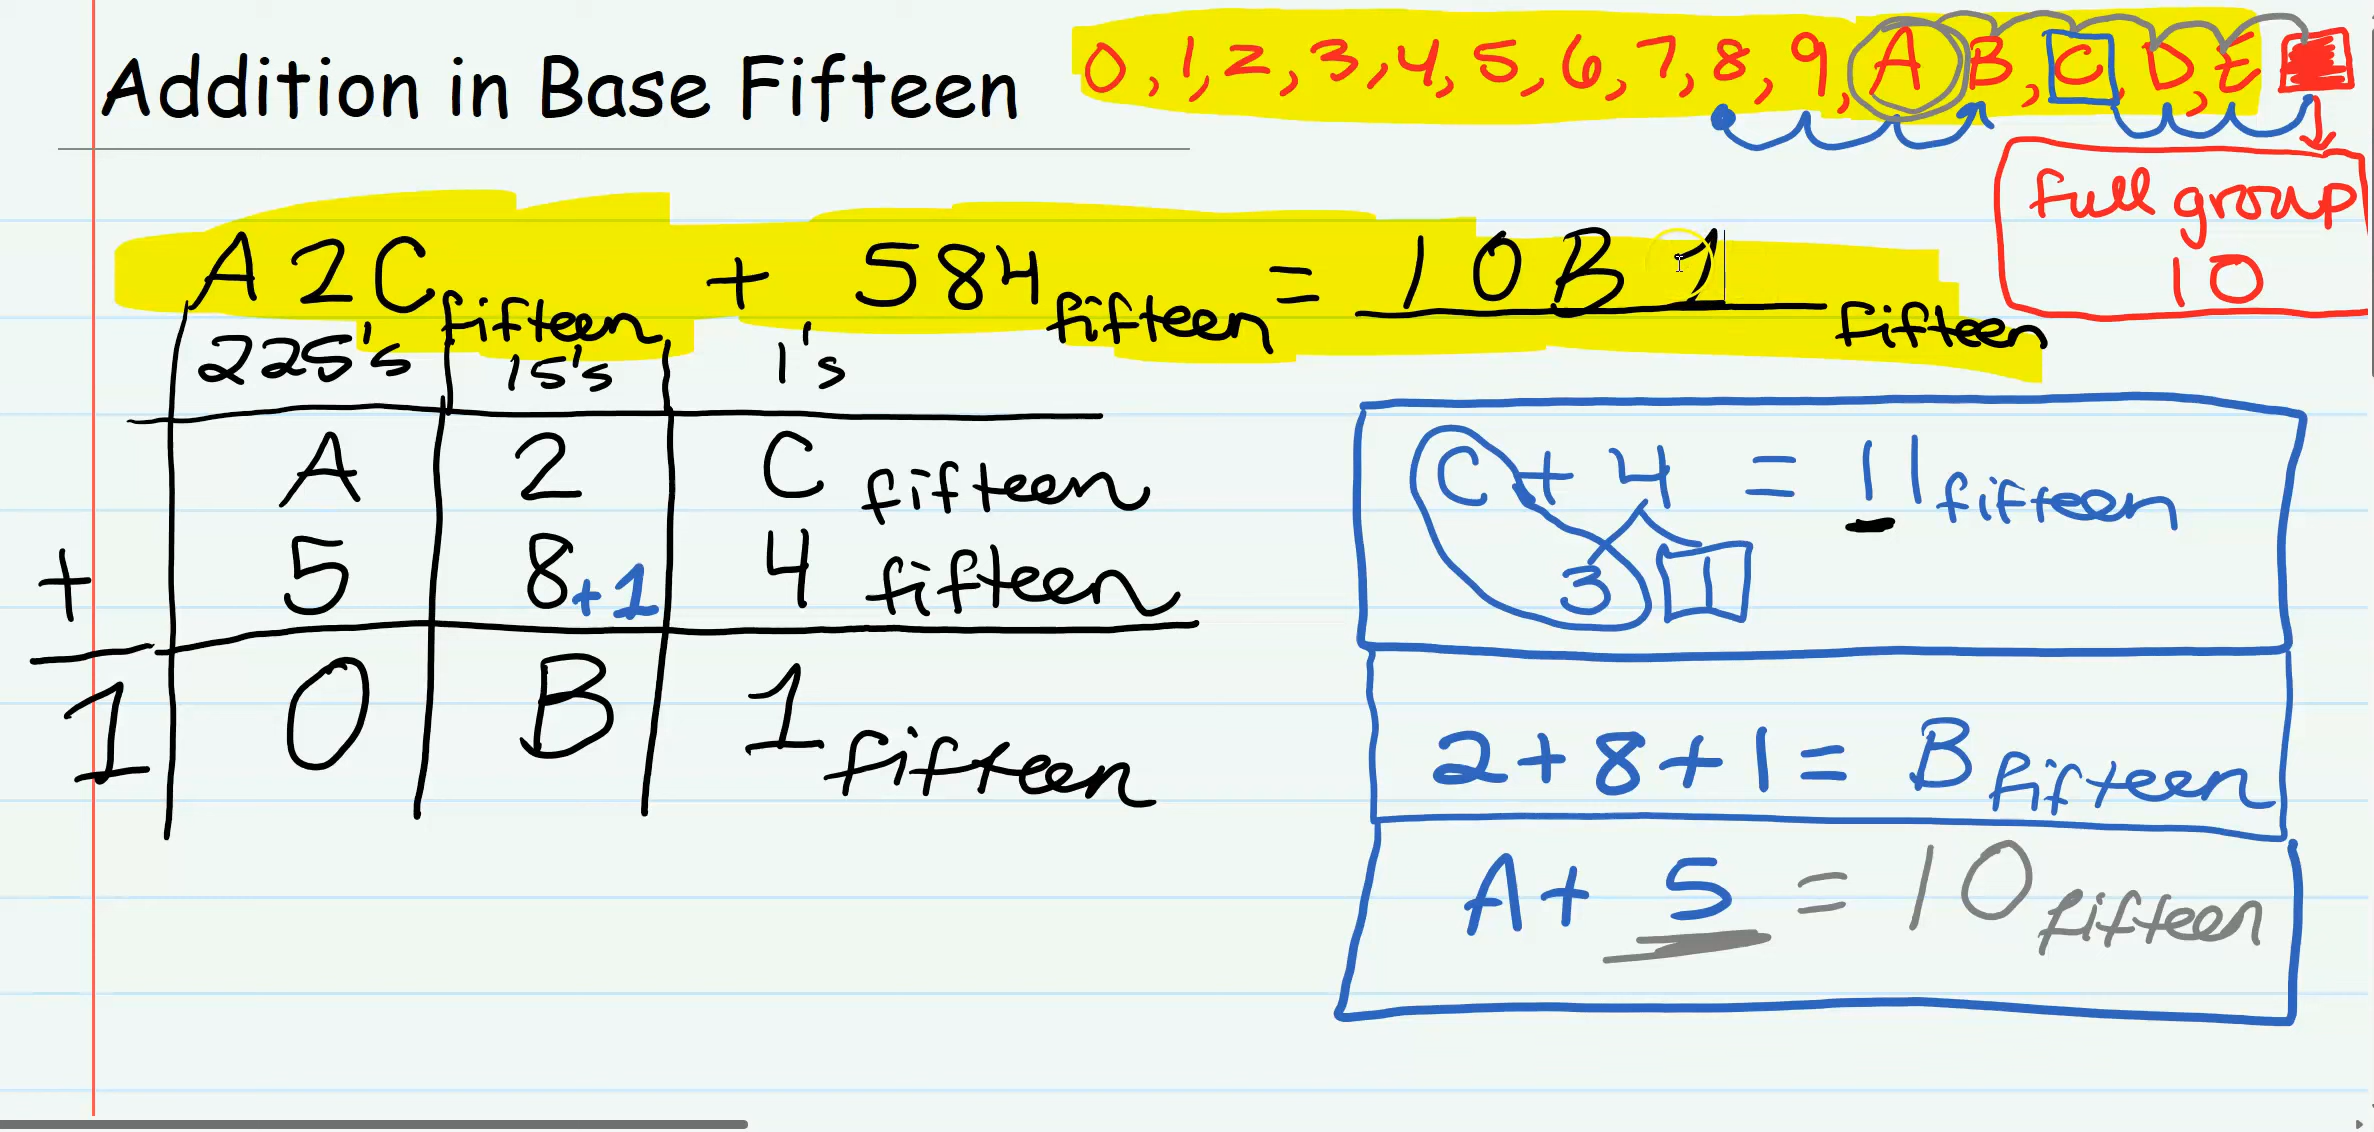 Addition in Base Fifteen
0, 1, 2, 3, 4, 5, 6, 7, 8, 9, A, B, C, D, E
full group
10
A2C fifteen + 584 fifteen = 10B1 fifteen
225's 15's 1's
A 2 C fifteen
+ 5 8+1 4 fifteen
1 0 B 1 fifteen
C + 4 = 11 fifteen
3 1
2+8+1= B fifteen
A+ 5 = 10 fifteen